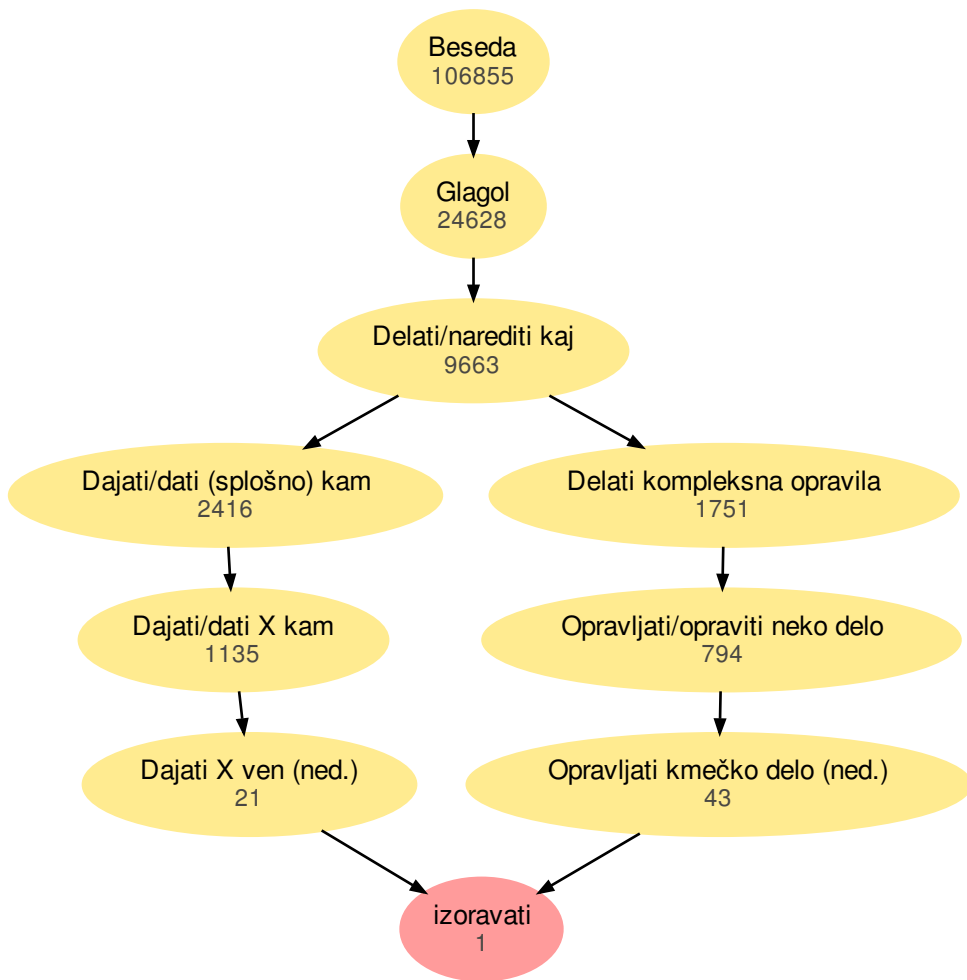 Beseda
106855
Glagol
24628
Delati/narediti kaj
9663
Dajati/dati (splošno) kam
2416
Delati kompleksna opravila
1751
Dajati/dati X kam
1135
Opravljati/opraviti neko delo
794
Dajati X ven (ned.)
21
Opravljati kmečko delo (ned.)
43
izoravati
1